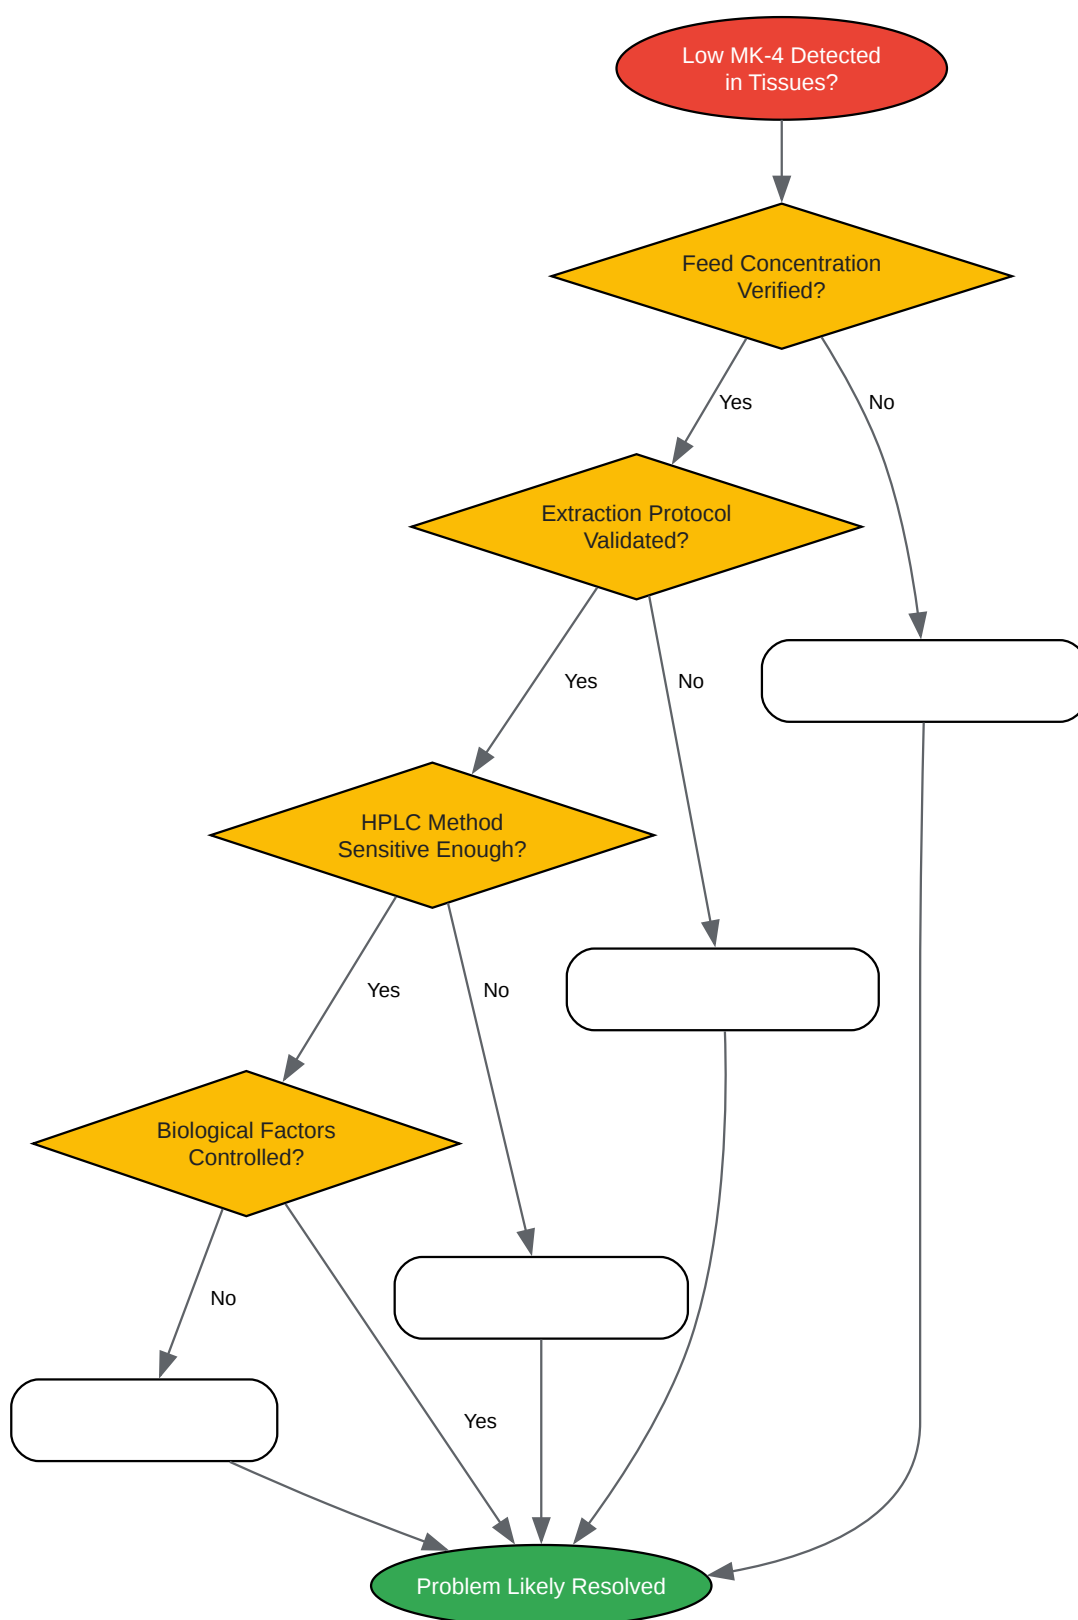 Low MK-4 Detected
in Tissues?
Feed Concentration
Verified?
Yes
No
Extraction Protocol
Validated?
Yes
No
HPLC Method
Sensitive Enough?
Yes
No
Biological Factors
Controlled?
No
Yes
Problem Likely Resolved